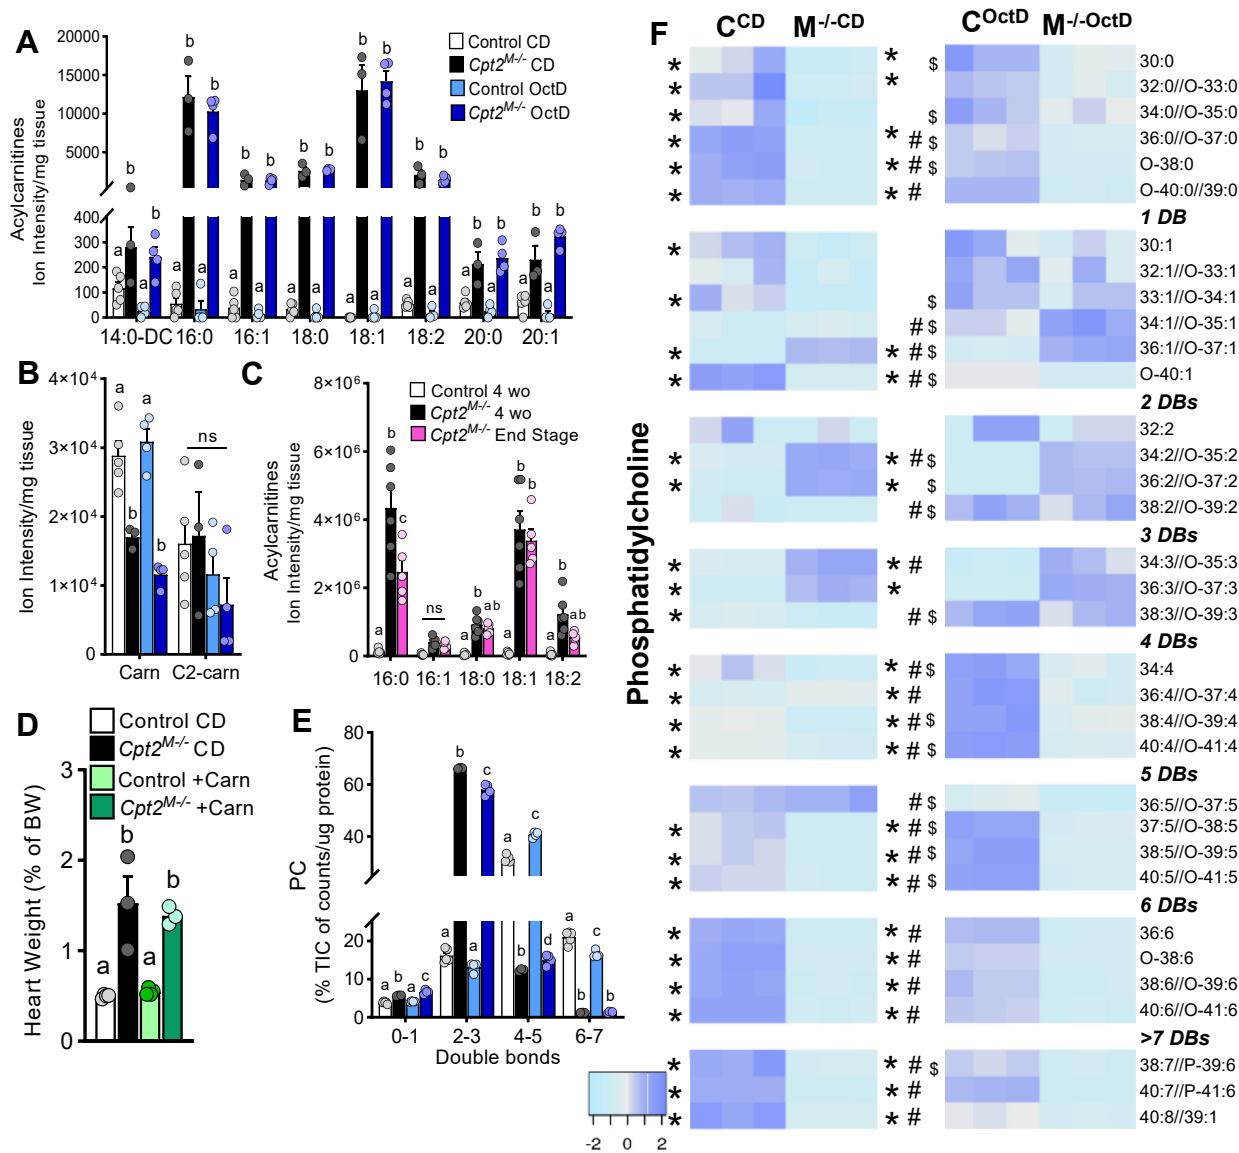 A
Acylcarnitines
Ion Intensity/mg tissue
20000
15000
10000
5000
400
300
200
100
0
Control CD
Cpt2M-/- CD
Control OctD
Cpt2M-/- OctD
a b a b
a b a b
a b a b
a b a b
a b a b
a b a b
a b a b
a b a b
14:0-DC 16:0 16:1 18:0 18:1 18:2 20:0 20:1
B
Ion Intensity/mg tissue
4×10⁴
3×10⁴
2×10⁴
1×10⁴
0
a b a b
ns
Carn C2-carn
C
Acylcarnitines
Ion Intensity/mg tissue
8×10⁶
6×10⁶
4×10⁶
2×10⁶
0
Control 4 wo
Cpt2M-/- 4 wo
Cpt2M-/- End Stage
a b c
ns
a b ab
a b b
a b ab
16:0 16:1 18:0 18:1 18:2
D
Heart Weight (% of BW)
3
2
1
0
Control CD
Cpt2M-/- CD
Control +Carn
Cpt2M-/- +Carn
a b a b
E
PC
(% TIC of counts/ug protein)
80
60
40
20
10
0
a b a c
a b a c
a b c d
a b c b
0-1 2-3 4-5 6-7
Double bonds
-2 0 2
F
Phosphatidylcholine
CCD M-/-CD COctD M-/-OctD
* * $ 30:0
* * 32:0//O-33:0
* $ 34:0//O-35:0
* * # $ 36:0//O-37:0
* * # $ O-38:0
* * # O-40:0//39:0
1 DB
* 30:1
32:1//O-33:1
* $ 33:1//O-34:1
# $ 34:1//O-35:1
* * # $ 36:1//O-37:1
* * # $ O-40:1
2 DBs
32:2
* * # $ 34:2//O-35:2
* * $ 36:2//O-37:2
# $ 38:2//O-39:2
3 DBs
* * # 34:3//O-35:3
* * 36:3//O-37:3
* # $ 38:3//O-39:3
4 DBs
* * # $ 34:4
* * # 36:4//O-37:4
* * # $ 38:4//O-39:4
* * # $ 40:4//O-41:4
5 DBs
# $ 36:5//O-37:5
* * # $ 37:5//O-38:5
* * # $ 38:5//O-39:5
* * # $ 40:5//O-41:5
6 DBs
* * # 36:6
* * # O-38:6
* * # 38:6//O-39:6
* * # 40:6//O-41:6
>7 DBs
* * # $ 38:7//P-39:6
* * # 40:7//P-41:6
* * # 40:8//39:1